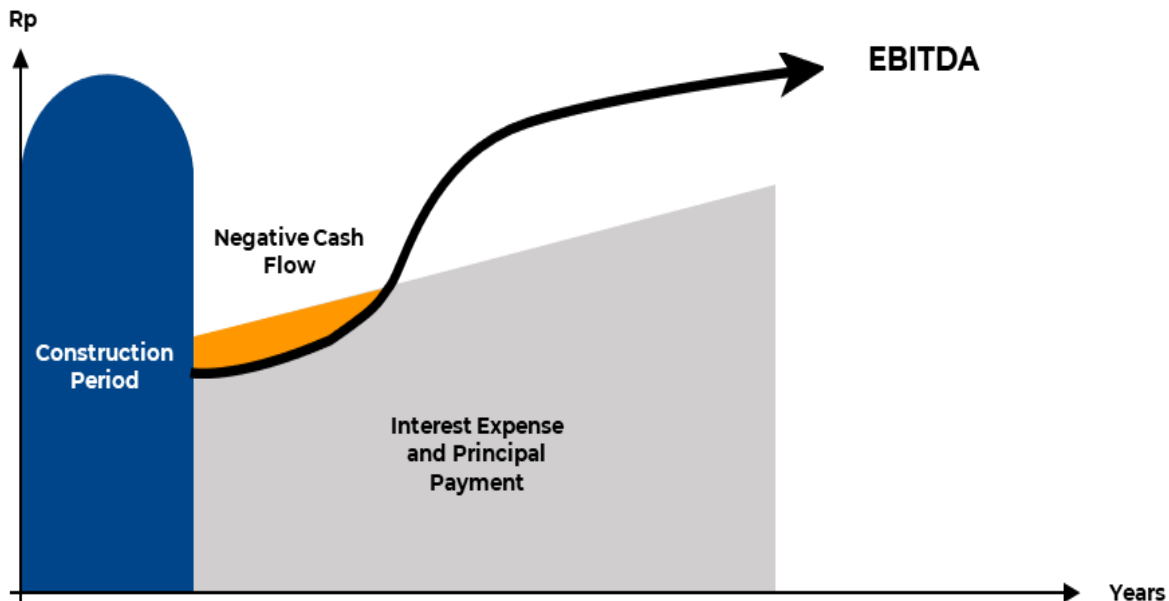 Rp
EBITDA
Negative Cash
Flow
Construction
Period
Interest Expense
and Principal
Payment
Years